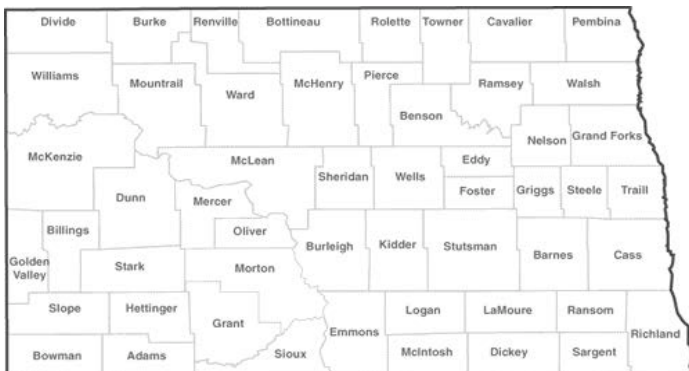 Divide
Burke
Renville
Bottineau
Rolette
Towner
Cavalier
Pembina
Williams
Mountrail
Ward
McHenry
Pierce
Ramsey
Walsh
Benson
Nelson
Grand Forks
McKenzie
McLean
Sheridan
Wells
Eddy
Foster
Griggs
Steele
Traill
Dunn
Mercer
Oliver
Billings
Golden
Valley
Stark
Morton
Burleigh
Kidder
Stutsman
Barnes
Cass
Slope
Hettinger
Grant
Emmons
Logan
LaMoure
Ransom
Richland
Bowman
Adams
Sioux
McIntosh
Dickey
Sargent